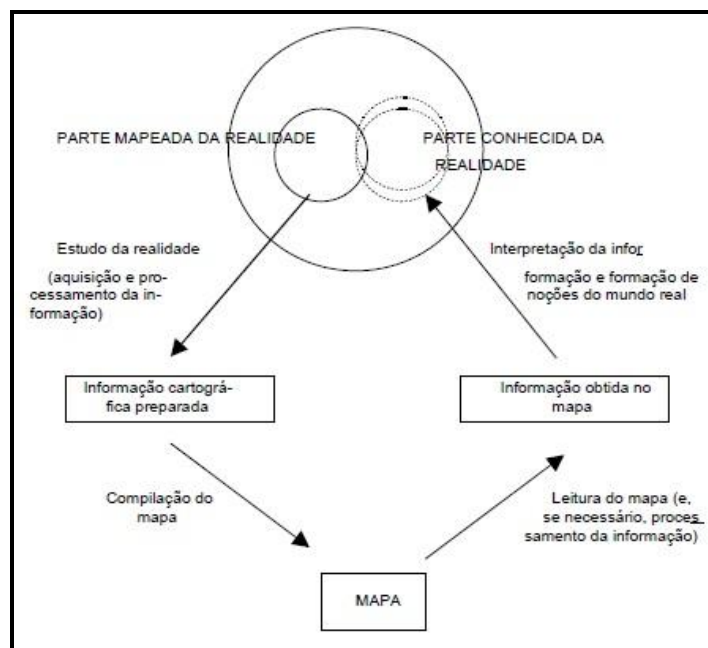 PARTE MAPEADA DA REALIDADE
PARTE CONHECIDA DA
REALIDADE
Estudo da realidade
(aquisição e pro-
cessamento da in-
formação)
Interpretação da infor
formação e formação de
noções do mundo real
Informação cartográ-
fica preparada
Informação obtida no
mapa
Compilação do
mapa
Leitura do mapa (e,
se necessário, proces
samento da informação)
MAPA